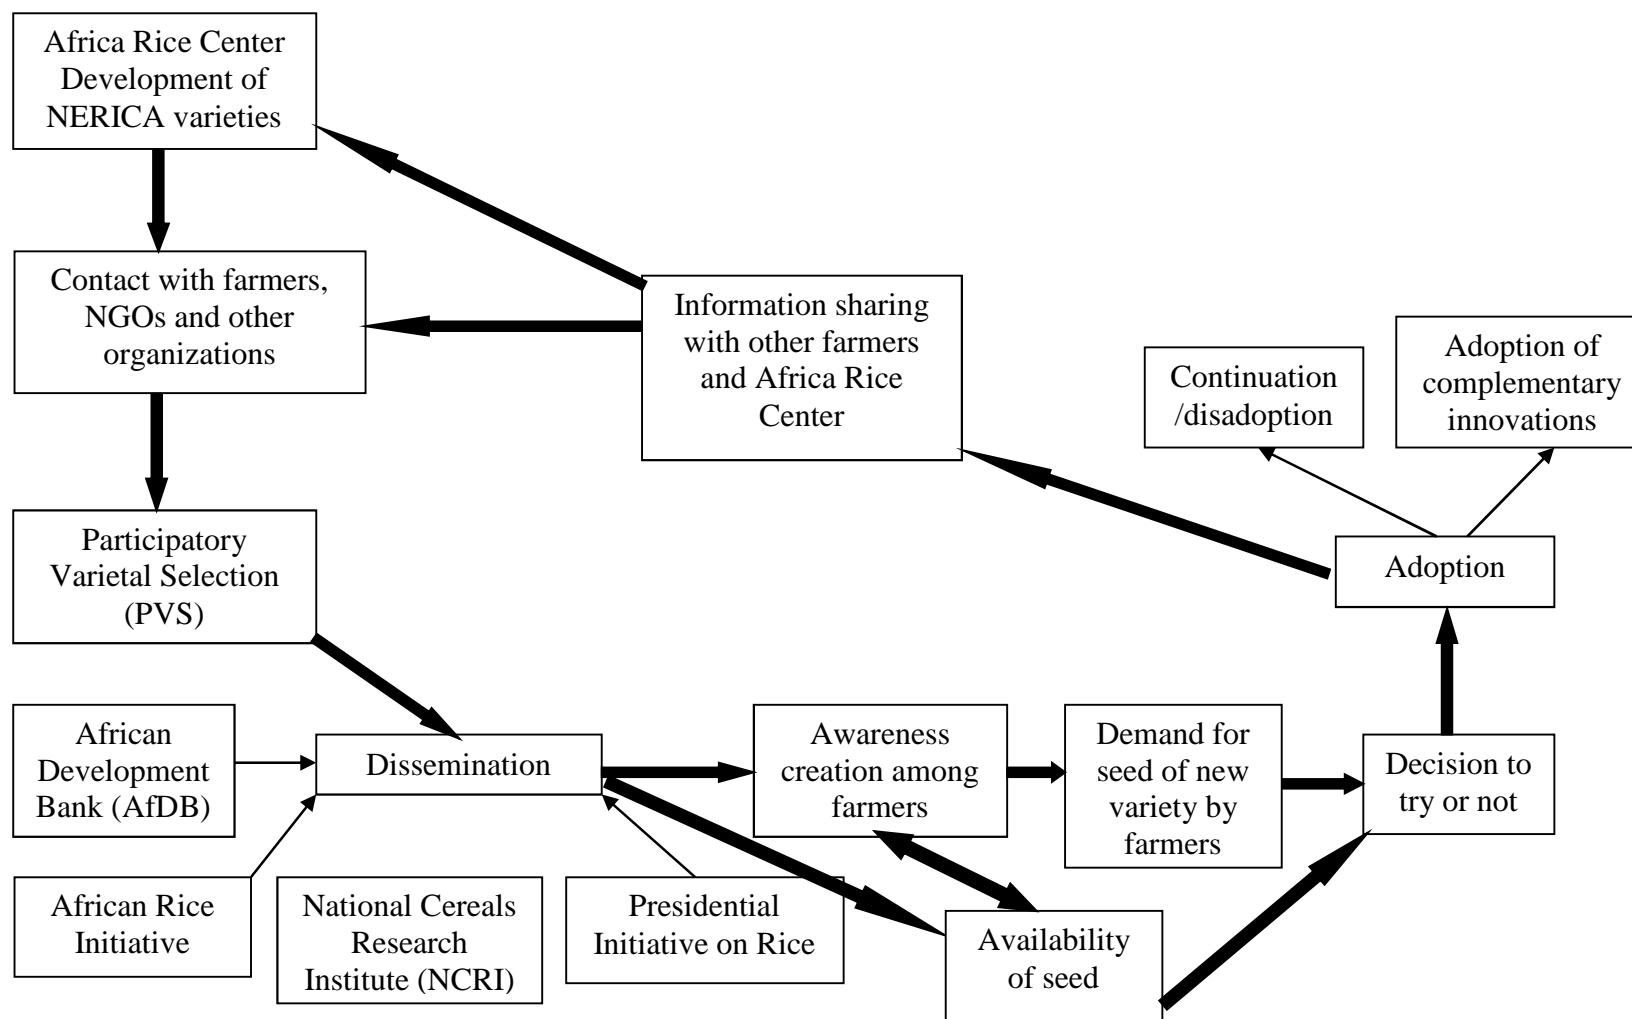 Africa Rice Center
Development of
NERICA varieties
Contact with farmers,
NGOs and other
organizations
Information sharing
with other farmers
and Africa Rice
Center
Continuation
/disadoption
Adoption of
complementary
innovations
Participatory
Varietal Selection
(PVS)
Adoption
African
Development
Bank (AfDB)
Dissemination
Awareness
creation among
farmers
Demand for
seed of new
variety by
farmers
Decision to
try or not
African Rice
Initiative
National Cereals
Research
Institute (NCRI)
Presidential
Initiative on Rice
Availability
of seed